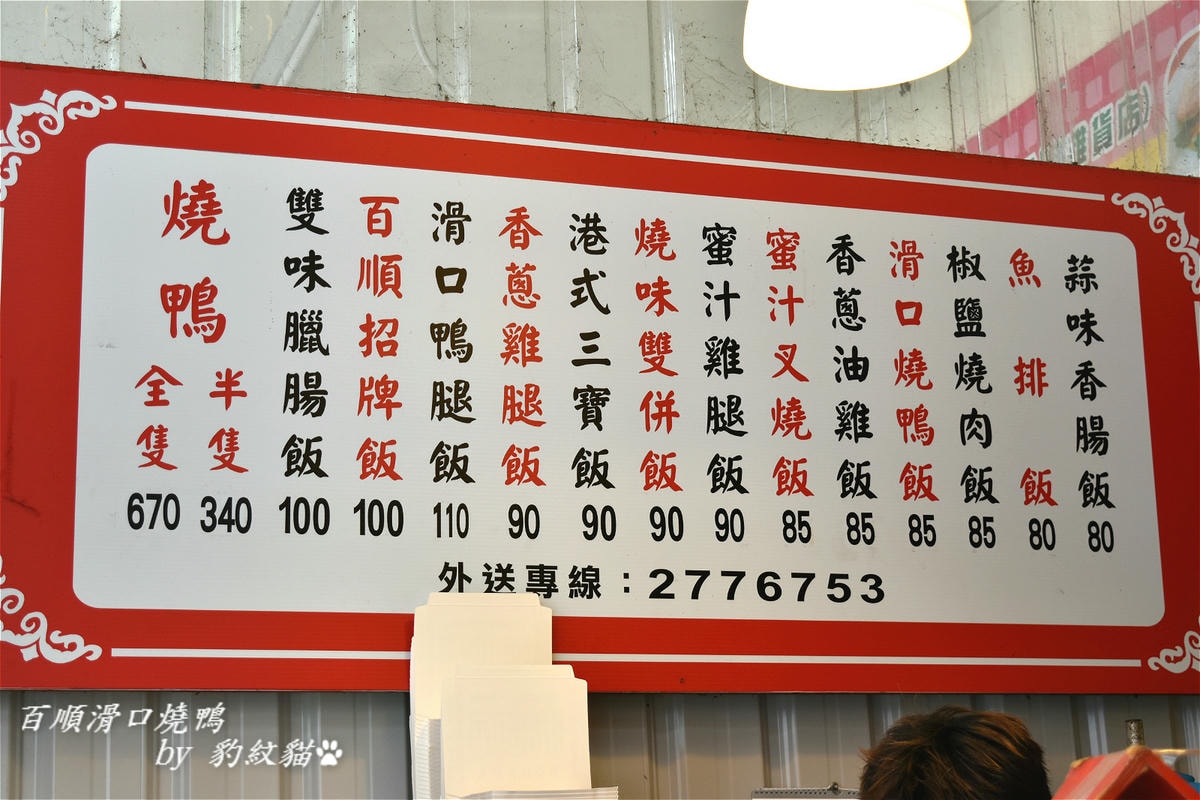 燒鴨
全隻 670
半隻 340
雙味臘腸飯 100
百順招牌飯 100
滑口鴨腿飯 110
香蔥雞腿飯 90
港式三寶飯 90
燒味雙併飯 90
蜜汁雞腿飯 90
蜜汁叉燒飯 85
香蔥油雞飯 85
滑口燒鴨飯 85
椒鹽燒肉飯 85
魚排飯 80
蒜味香腸飯 80
外送專線：2776753
雜貨店)
百順滑口燒鴨
by 豹紋貓